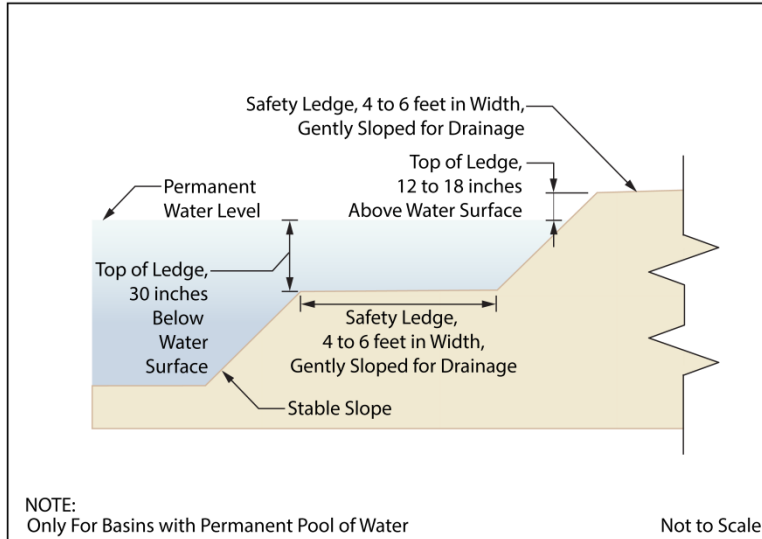 Safety Ledge, 4 to 6 feet in Width,
Gently Sloped for Drainage
Top of Ledge,
12 to 18 inches
Above Water Surface
Permanent
Water Level
Top of Ledge,
30 inches
Below
Water
Surface
Safety Ledge,
4 to 6 feet in Width,
Gently Sloped for Drainage
Stable Slope
NOTE:
Only For Basins with Permanent Pool of Water
Not to Scale